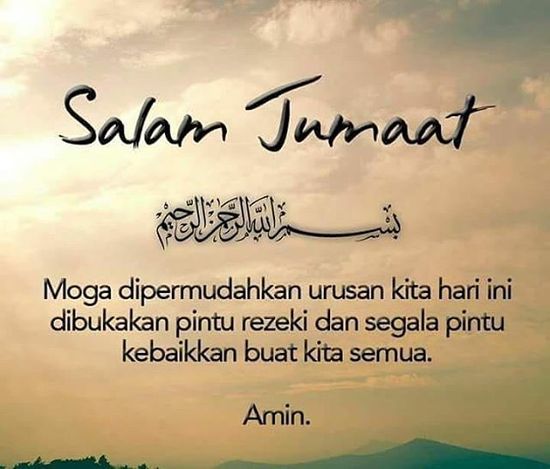 Salam Jumaat
بسم الله الرحمن الرحيم
Moga dipermudahkan urusan kita hari ini
dibukakan pintu rezeki dan segala pintu
kebaikkan buat kita semua.
Amin.